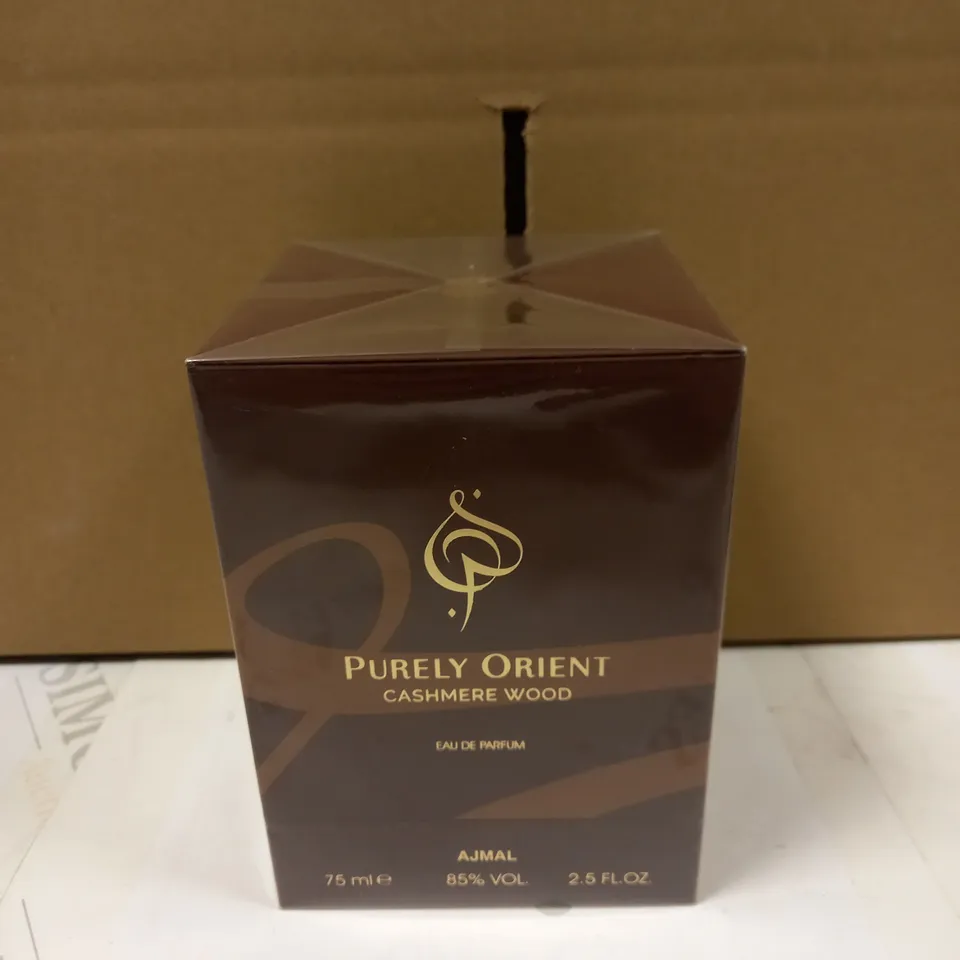 PURELY ORIENT
CASHMERE WOOD
EAU DE PARFUM
AJMAL
75 ml e 85% VOL. 2.5 FL.OZ.